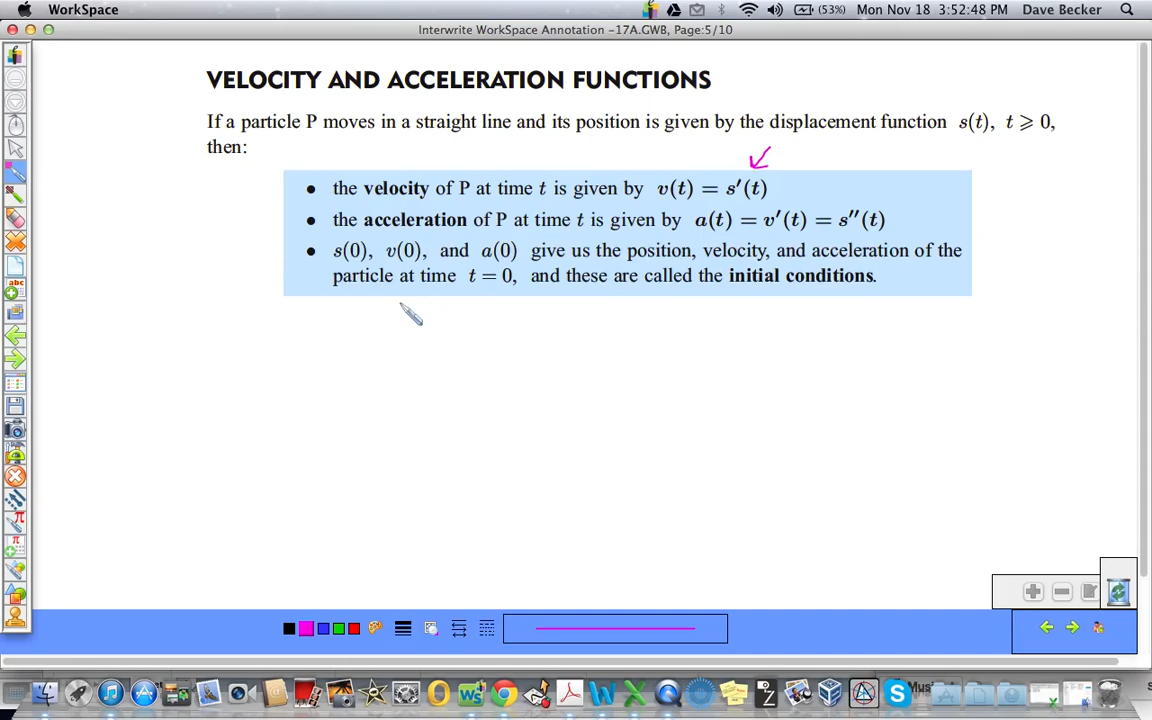 WorkSpace (53%) Mon Nov 18 3:52:48 PM Dave Becker
Interwrite WorkSpace Annotation -17A.GWB, Page:5/10
VELOCITY AND ACCELERATION FUNCTIONS
If a particle P moves in a straight line and its position is given by the displacement function s(t), t ⩾ 0,
then:
• the velocity of P at time t is given by v(t) = s′(t)
• the acceleration of P at time t is given by a(t) = v′(t) = s′′(t)
• s(0), v(0), and a(0) give us the position, velocity, and acceleration of the
particle at time t = 0, and these are called the initial conditions.